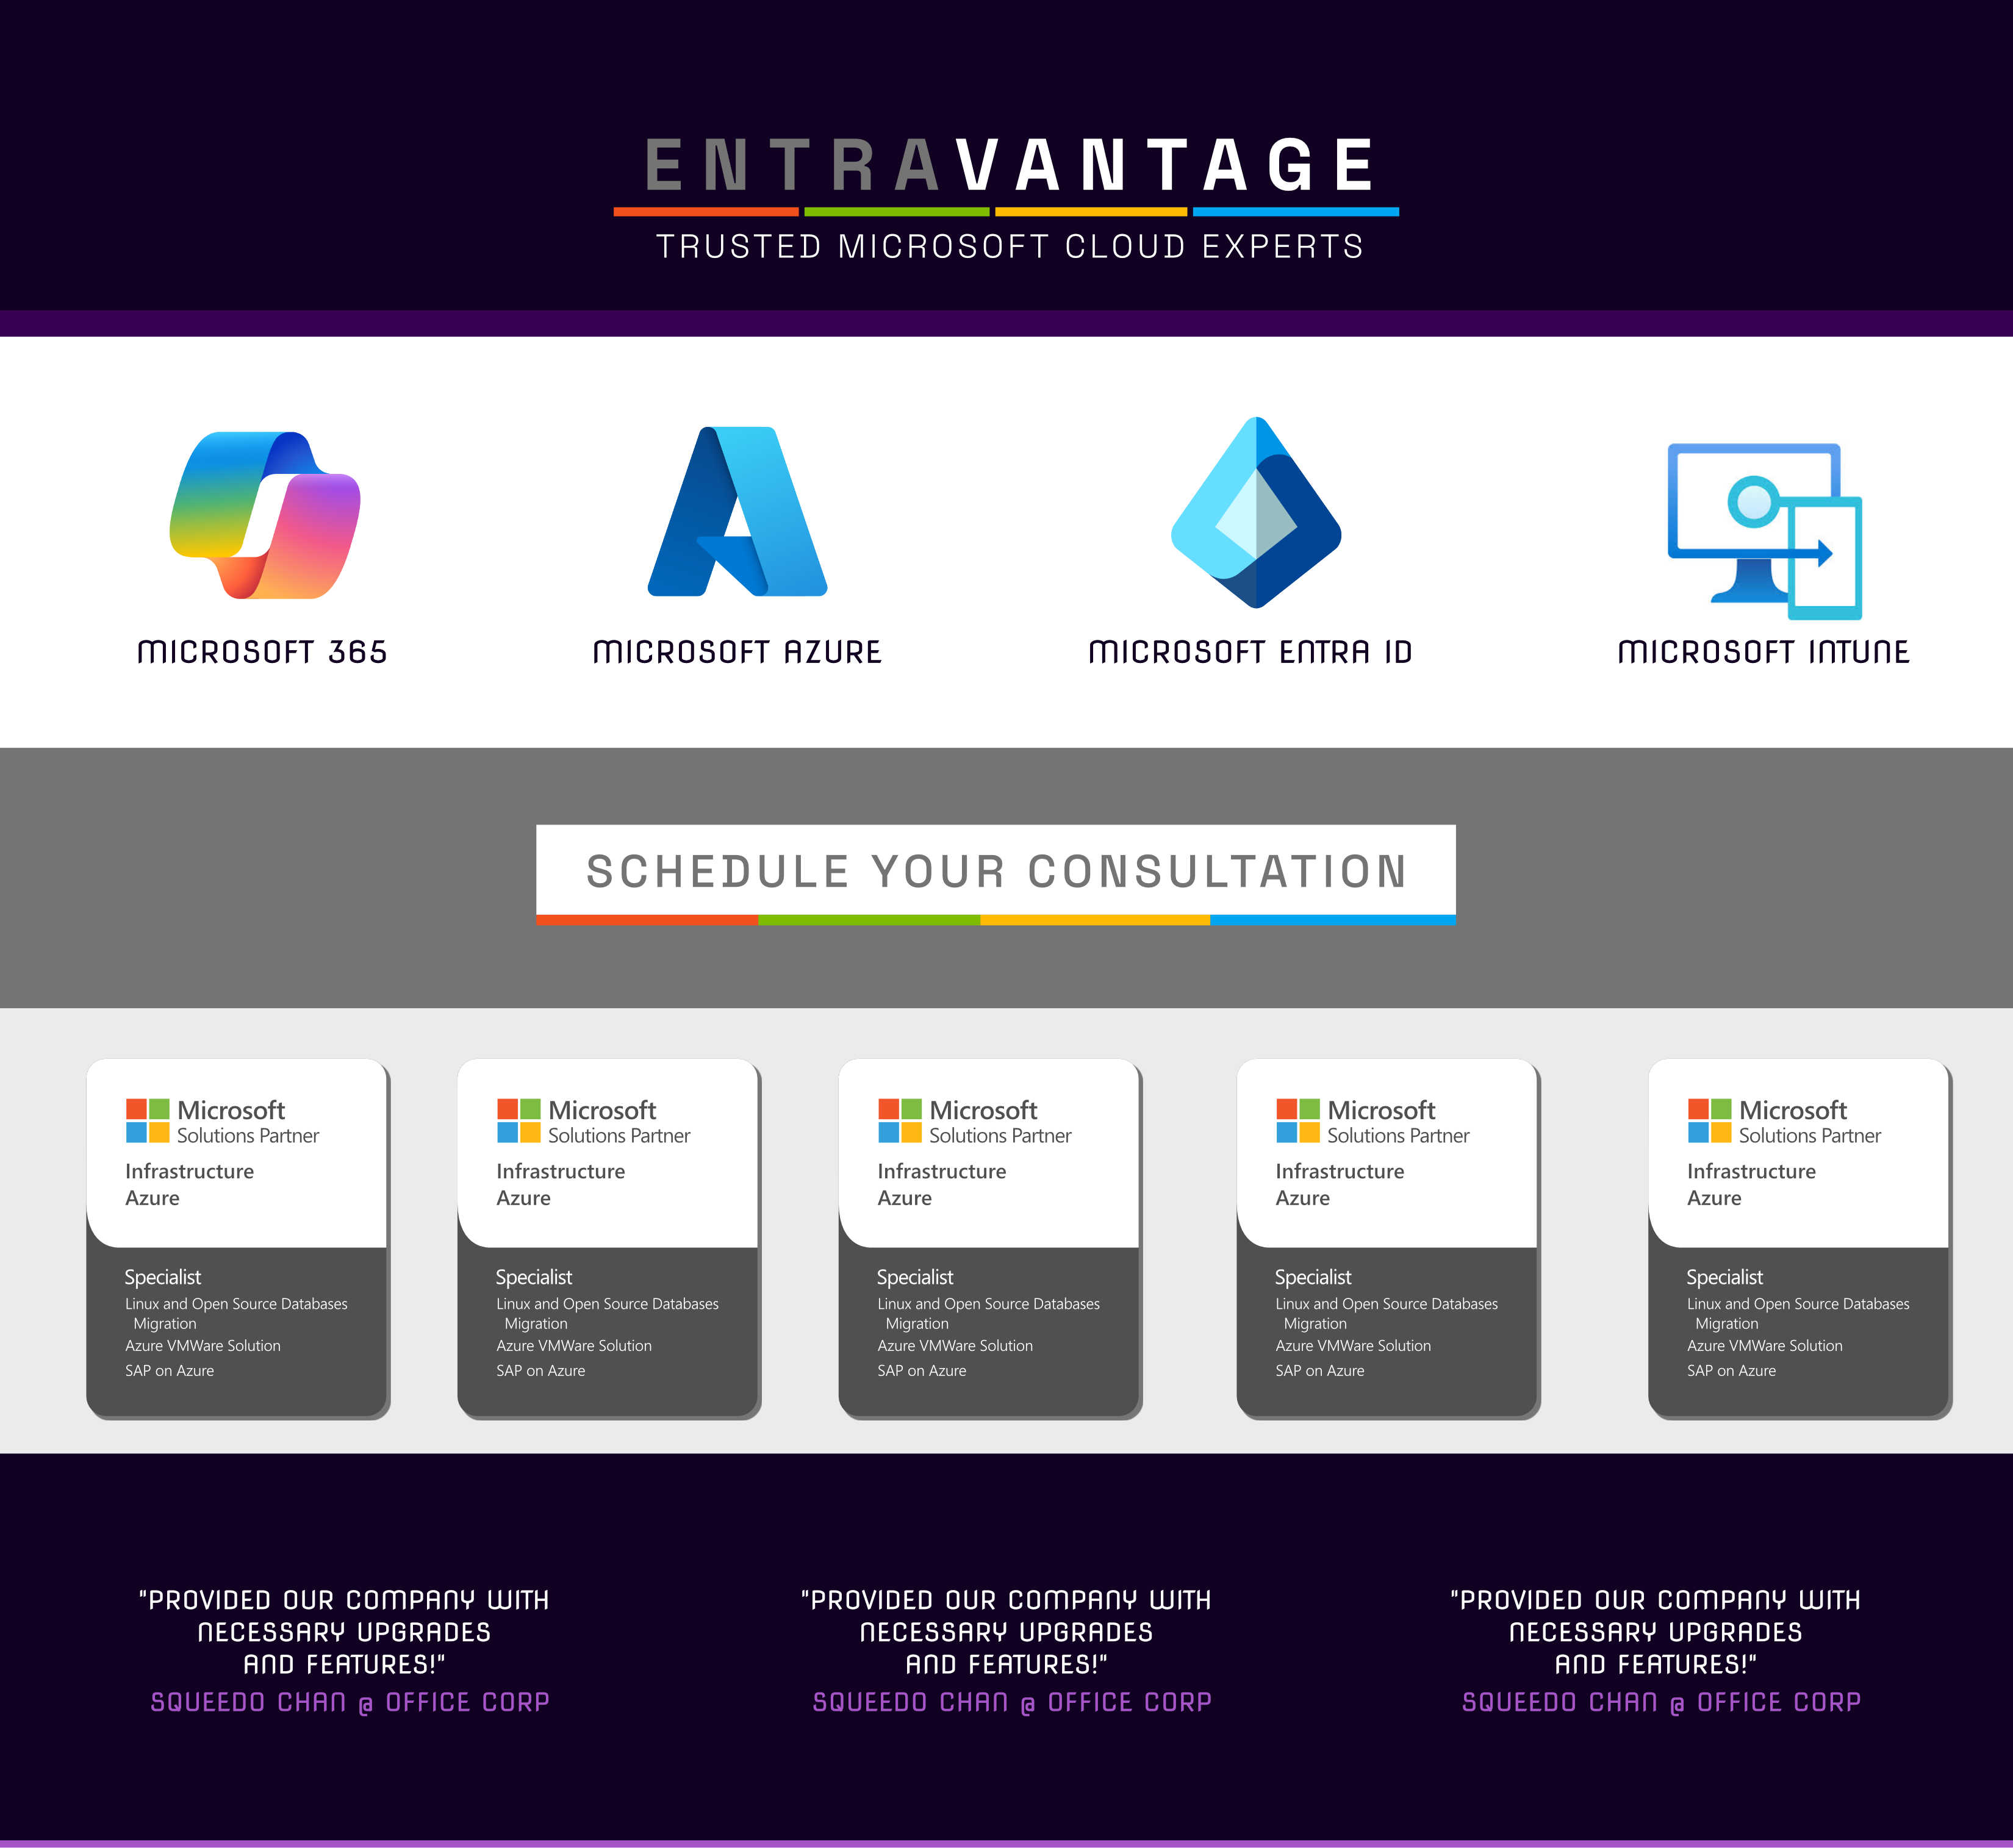 ENTRAVANTAGE
TRUSTED MICROSOFT CLOUD EXPERTS
MICROSOFT 365
MICROSOFT AZURE
MICROSOFT ENTRA ID
MICROSOFT INTUNE
SCHEDULE YOUR CONSULTATION
Microsoft
Solutions Partner
Infrastructure
Azure
Specialist
Linux and Open Source Databases
Migration
Azure VMWare Solution
SAP on Azure
Microsoft
Solutions Partner
Infrastructure
Azure
Specialist
Linux and Open Source Databases
Migration
Azure VMWare Solution
SAP on Azure
Microsoft
Solutions Partner
Infrastructure
Azure
Specialist
Linux and Open Source Databases
Migration
Azure VMWare Solution
SAP on Azure
Microsoft
Solutions Partner
Infrastructure
Azure
Specialist
Linux and Open Source Databases
Migration
Azure VMWare Solution
SAP on Azure
Microsoft
Solutions Partner
Infrastructure
Azure
Specialist
Linux and Open Source Databases
Migration
Azure VMWare Solution
SAP on Azure
"PROVIDED OUR COMPANY WITH
NECESSARY UPGRADES
AND FEATURES!"
SQUEEDO CHAN @ OFFICE CORP
"PROVIDED OUR COMPANY WITH
NECESSARY UPGRADES
AND FEATURES!"
SQUEEDO CHAN @ OFFICE CORP
"PROVIDED OUR COMPANY WITH
NECESSARY UPGRADES
AND FEATURES!"
SQUEEDO CHAN @ OFFICE CORP